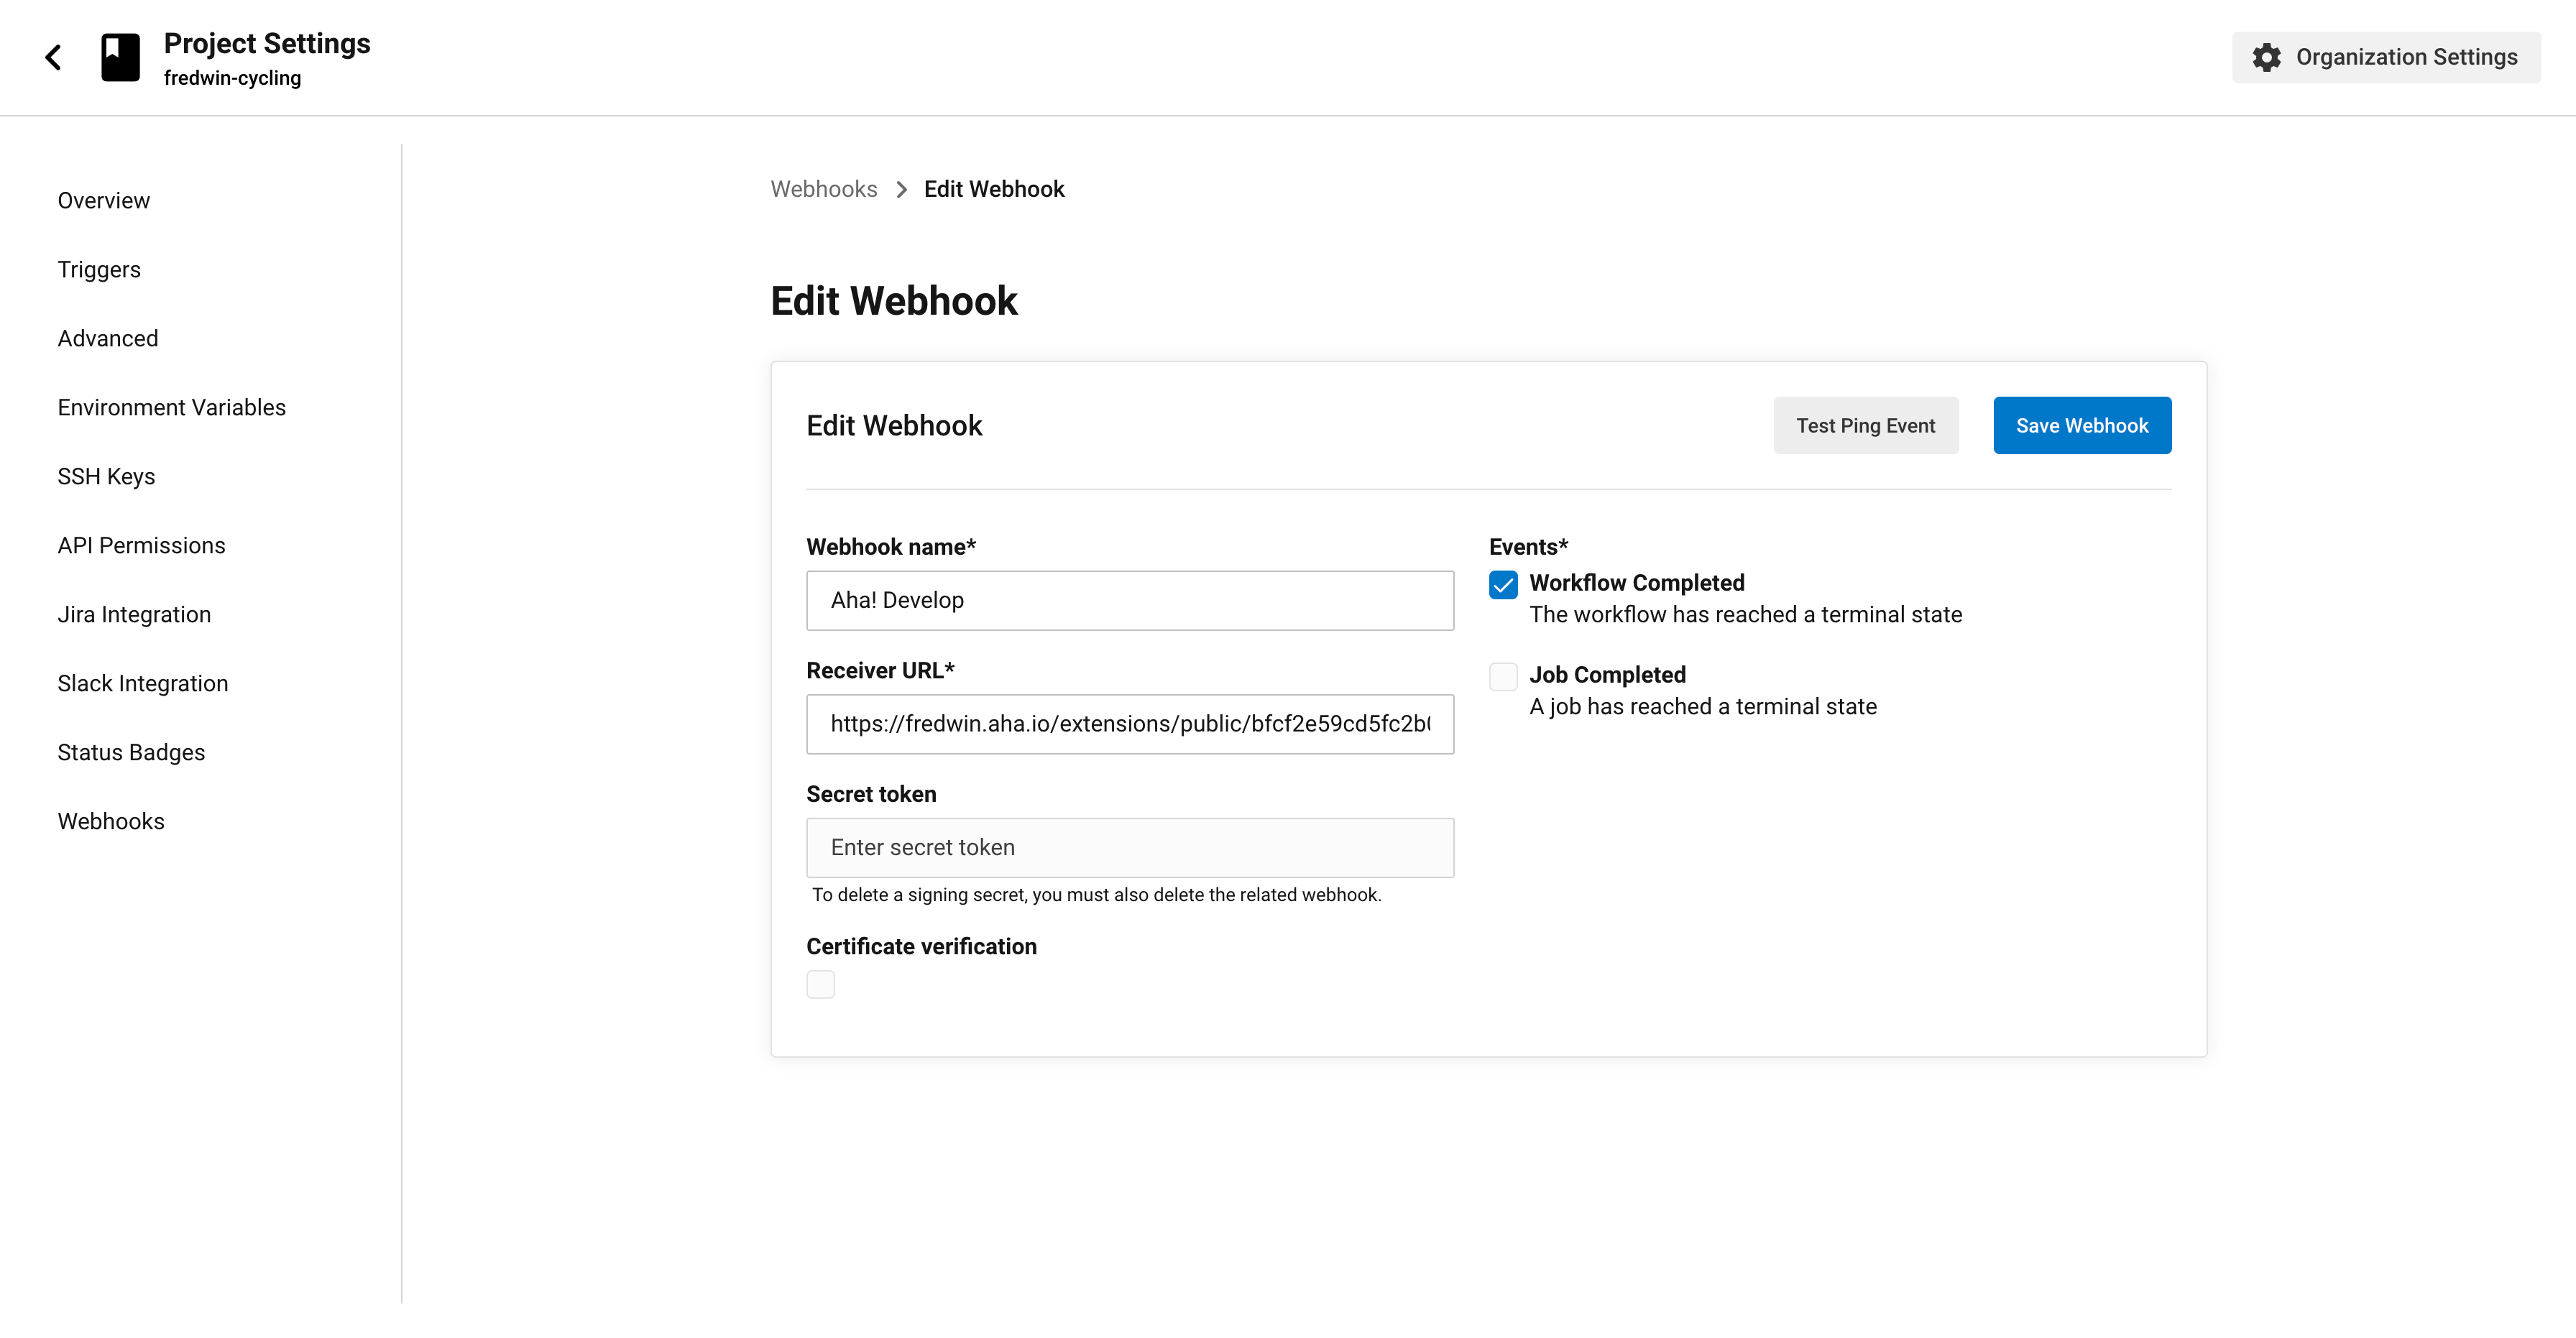 Project Settings
fredwin-cycling
Organization Settings
Overview
Triggers
Advanced
Environment Variables
SSH Keys
API Permissions
Jira Integration
Slack Integration
Status Badges
Webhooks
Webhooks > Edit Webhook
Edit Webhook
Edit Webhook
Test Ping Event
Save Webhook
Webhook name*
Aha! Develop
Receiver URL*
https://fredwin.aha.io/extensions/public/bfcf2e59cd5fc2b
Secret token
Enter secret token
To delete a signing secret, you must also delete the related webhook.
Certificate verification
Events*
Workflow Completed
The workflow has reached a terminal state
Job Completed
A job has reached a terminal state